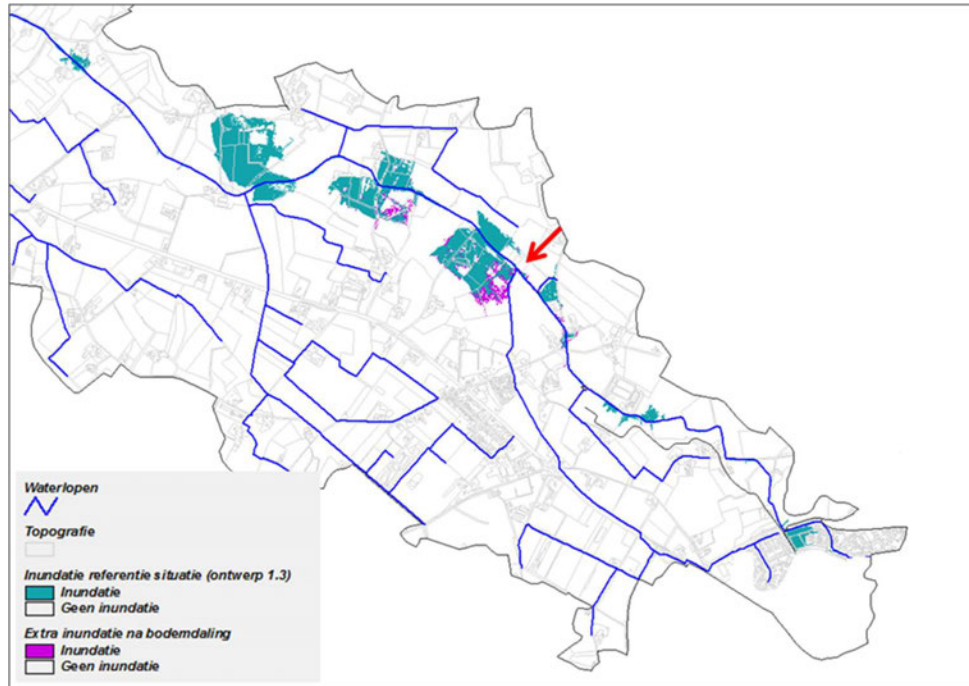 Waterlopen
Topografie
Inundatie referentie situatie (ontwerp 1.3)
Inundatie
Geen inundatie
Extra inundatie na bodemdaling
Inundatie
Geen inundatie